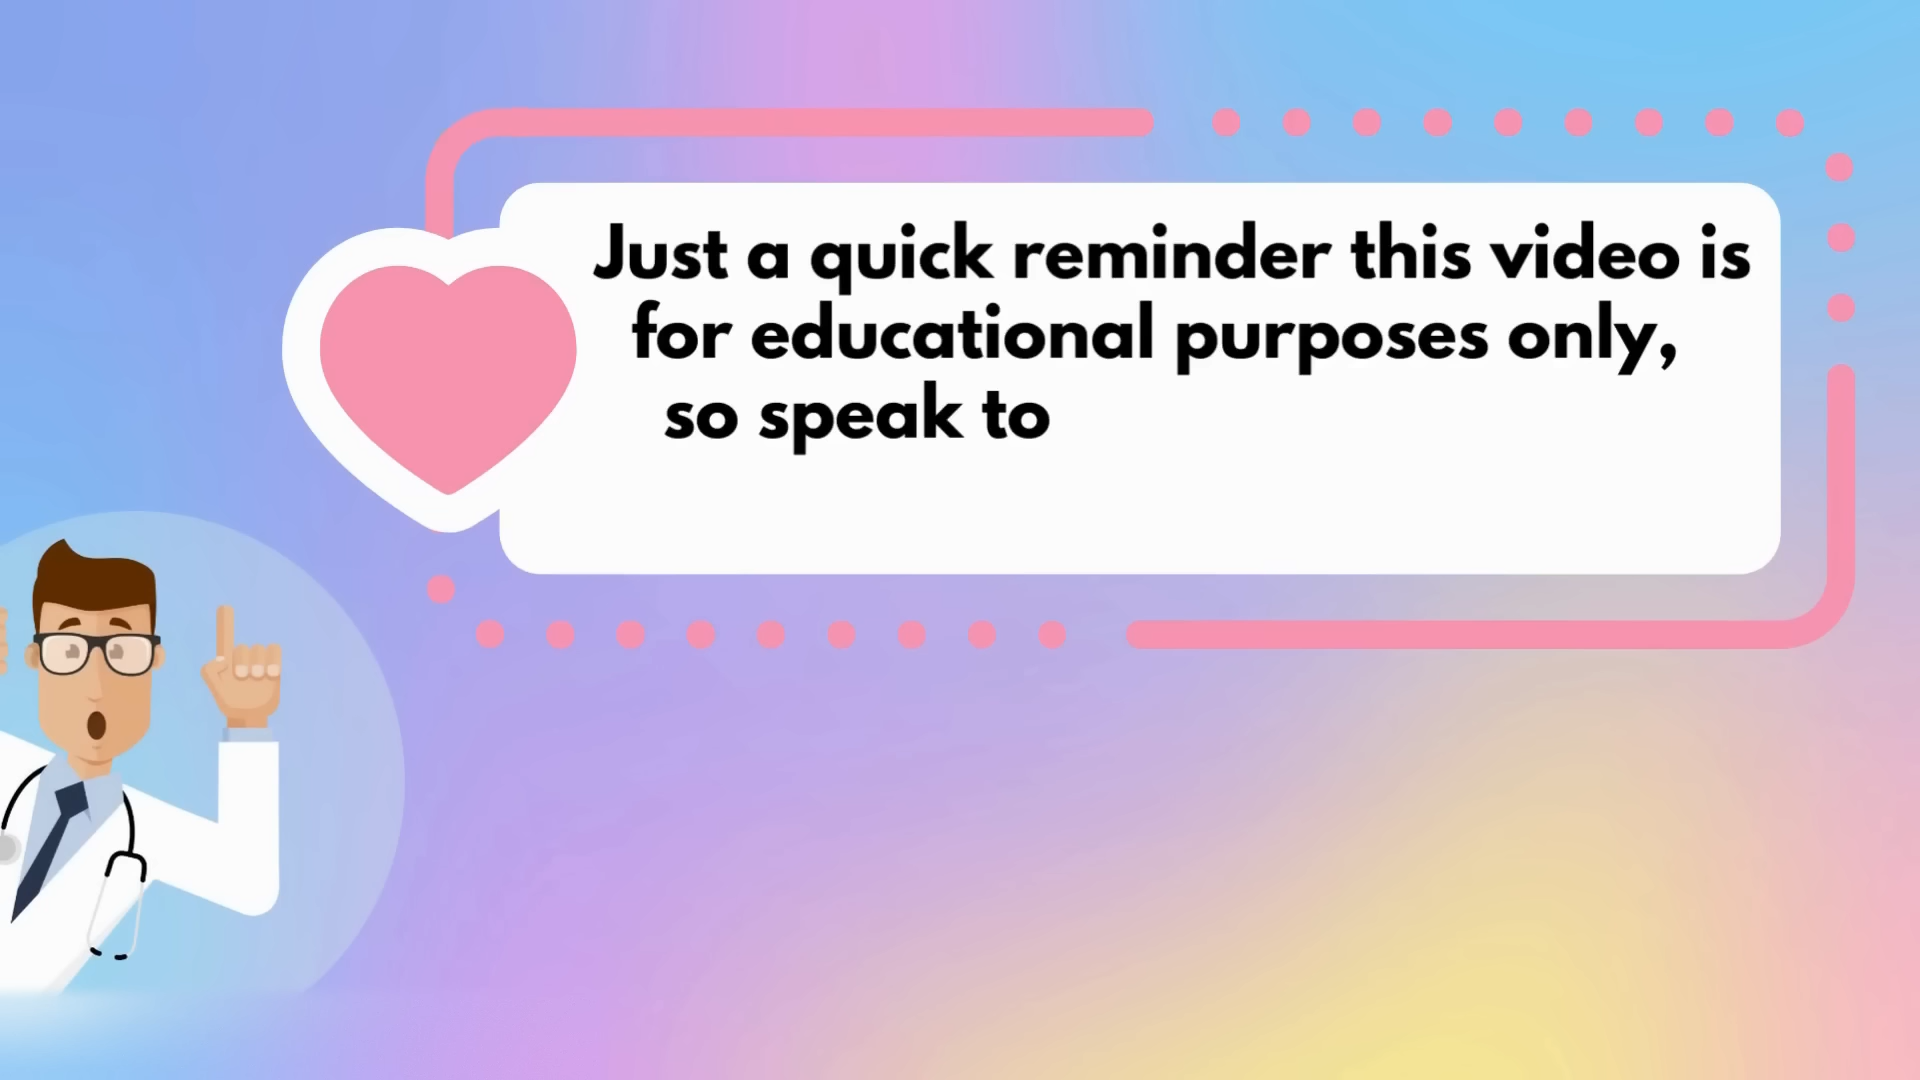 Just a quick reminder this video is
for educational purposes only,
so speak to